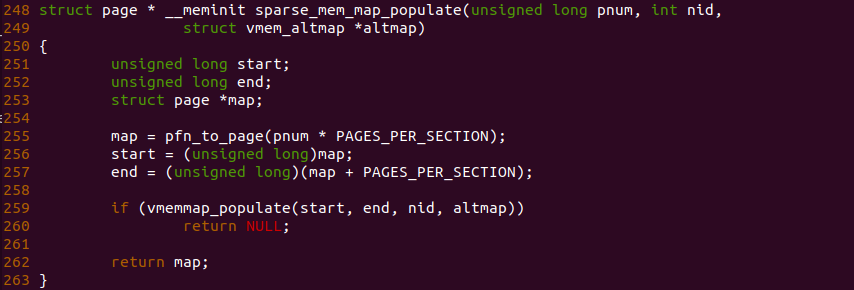 248 struct page * __meminit sparse_mem_map_populate(unsigned long pnum, int nid,
249                 struct vmem_altmap *altmap)
250 {
251         unsigned long start;
252         unsigned long end;
253         struct page *map;
254
255         map = pfn_to_page(pnum * PAGES_PER_SECTION);
256         start = (unsigned long)map;
257         end = (unsigned long)(map + PAGES_PER_SECTION);
258
259         if (vmemmap_populate(start, end, nid, altmap))
260                 return NULL;
261
262         return map;
263 }